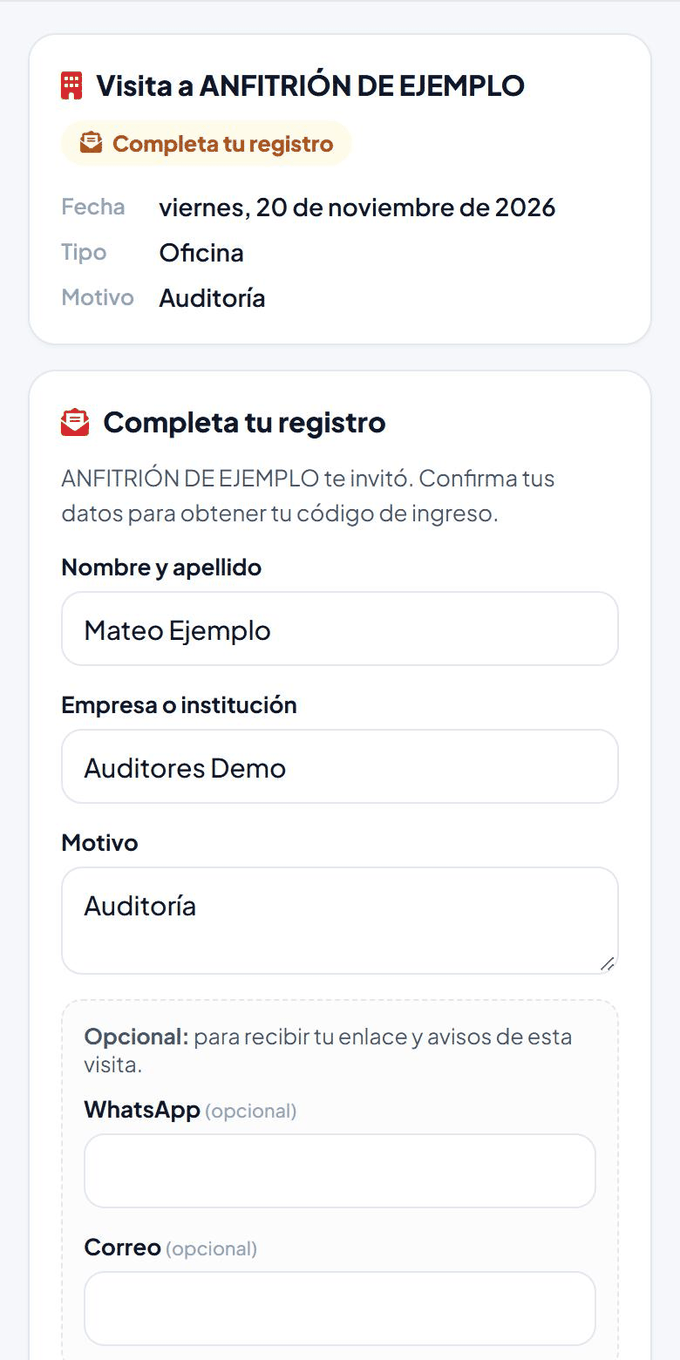 Visita a ANFITRIÓN DE EJEMPLO
Completa tu registro
Fecha viernes, 20 de noviembre de 2026
Tipo Oficina
Motivo Auditoría
Completa tu registro
ANFITRIÓN DE EJEMPLO te invitó. Confirma tus
datos para obtener tu código de ingreso.
Nombre y apellido
Mateo Ejemplo
Empresa o institución
Auditores Demo
Motivo
Auditoría
Opcional: para recibir tu enlace y avisos de esta
visita.
WhatsApp (opcional)
Correo (opcional)